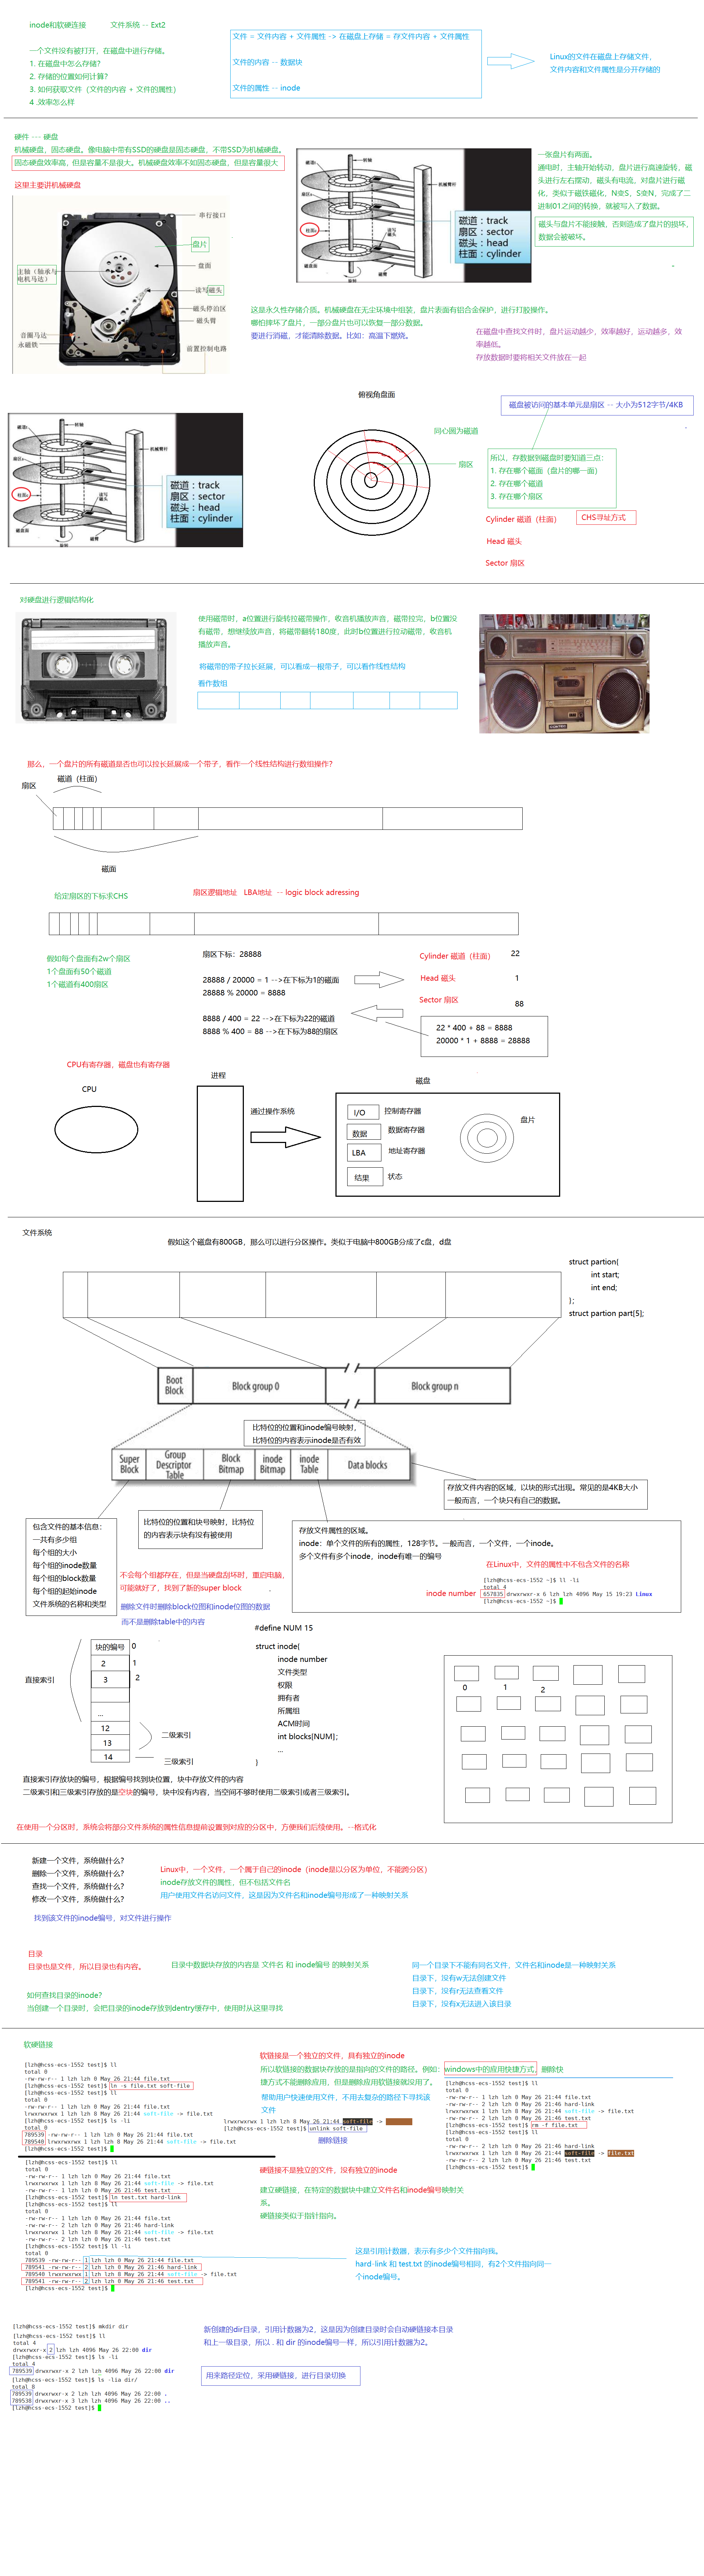 inode和软硬连接 文件系统 -- Ext2
一个文件没有被打开，在磁盘中进行存储。
1. 在磁盘中怎么存储？
2. 存储的位置如何计算？
3. 如何获取文件（文件的内容 + 文件的属性）
4 .效率怎么样
文件 = 文件内容 + 文件属性 -> 在磁盘上存储 = 存文件内容 + 文件属性
文件的内容 -- 数据块
文件的属性 -- inode
Linux的文件在磁盘上存储文件，
文件内容和文件属性是分开存储的
硬件 --- 硬盘
机械硬盘，固态硬盘。像电脑中带有SSD的硬盘是固态硬盘，不带SSD为机械硬盘。
固态硬盘效率高，但是容量不是很大。机械硬盘效率不如固态硬盘，但是容量很大
这里主要讲机械硬盘
串行接口
盘片
主轴（轴承与
电机马达）
盘面
读写磁头
磁头停泊区
磁头臂
音圈马达
永磁铁
前置控制电路
磁道：track
扇区：sector
磁头：head
柱面：cylinder
一张盘片有两面。
通电时，主轴开始转动，盘片进行高速旋转，磁
头进行左右摆动，磁头有电流，对盘片进行磁
化，类似于磁铁磁化，N变S，S变N，完成了二
进制01之间的转换，就被写入了数据。
磁头与盘片不能接触，否则造成了盘片的损坏，
数据会被破坏。
这是永久性存储介质。机械硬盘在无尘环境中组装，盘片表面有铝合金保护，进行打胶操作。
哪怕摔坏了盘片，一部分盘片也可以恢复一部分数据。
要进行消磁，才能消除数据。比如：高温下燃烧。
在磁盘中查找文件时，盘片运动越少，效率越好，运动越多，效
率越低。
存放数据时要将相关文件放在一起
磁道：track
扇区：sector
磁头：head
柱面：cylinder
俯视角盘面
同心圆为磁道
扇区
磁盘被访问的基本单元是扇区 -- 大小为512字节/4KB
所以，存数据到磁盘时要知道三点：
1. 存在哪个磁面（盘片的哪一面）
2. 存在哪个磁道
3. 存在哪个扇区
Cylinder 磁道（柱面）
CHS寻址方式
Head 磁头
Sector 扇区
对硬盘进行逻辑结构化
使用磁带时，a位置进行旋转拉磁带操作，收音机播放声音，磁带拉完，b位置没
有磁带，想继续放声音，将磁带翻转180度，此时b位置进行拉动磁带，收音机
播放声音。
将磁带的带子拉长延展，可以看成一根带子，可以看作线性结构
看作数组
那么，一个盘片的所有磁道是否也可以拉长延展成一个带子，看作一个线性结构进行数组操作？
磁道（柱面）
扇区
磁面
给定扇区的下标求CHS
扇区逻辑地址 LBA地址 -- logic block adressing
假如每个盘面有2w个扇区
1个盘面有50个磁道
1个磁道有400扇区
扇区下标：28888
28888 / 20000 = 1 -->在下标为1的磁面
28888 % 20000 = 8888
8888 / 400 = 22 -->在下标为22的磁道
8888 % 400 = 88 -->在下标为88的扇区
Cylinder 磁道（柱面） 22
Head 磁头 1
Sector 扇区 88
22 * 400 + 88 = 8888
20000 * 1 + 8888 = 28888
CPU有寄存器，磁盘也有寄存器
CPU
进程
通过操作系统
磁盘
I/O 控制寄存器
数据 数据寄存器
LBA 地址寄存器
结果 状态
盘片
文件系统
假如这个磁盘有800GB，那么可以进行分区操作。类似于电脑中800GB分成了c盘，d盘
struct partion{
int start;
int end;
};
struct partion part[5];
Boot
Block
Block group 0
Block group n
比特位的位置和inode编号映射，
比特位的内容表示inode是否有效
Super
Block
Group
Descriptor
Table
Block
Bitmap
inode
Bitmap
inode
Table
Data blocks
存放文件内容的区域，以块的形式出现。常见的是4KB大小
一般而言，一个块只有自己的数据。
包含文件的基本信息：
一共有多少组
每个组的大小
每个组的inode数量
每个组的block数量
每个组的起始inode
文件系统的名称和类型
比特位的位置和块号映射，比特位
的内容表示块有没有被使用
存放文件属性的区域。
inode：单个文件的所有的属性，128字节。一般而言，一个文件，一个inode。
多个文件有多个inode，inode有唯一的编号
在Linux中，文件的属性中不包含文件的名称
[lzh@hcss-ecs-1552 ~]$ ll -li
total 4
inode number 657835 drwxrwxr-x 6 lzh lzh 4096 May 15 19:23 Linux
[lzh@hcss-ecs-1552 ~]$
不会每个组都存在，但是当硬盘刮坏时，重启电脑，
可能就好了，找到了新的super block
删除文件时删除block位图和inode位图的数据
而不是删除table中的内容
#define NUM 15
struct inode{
inode number
文件类型
权限
拥有者
所属组
ACM时间
int blocks[NUM];
...
}
块的编号 0
2 1
3 2
...
12
13
14
直接索引
二级索引
三级索引
0 1 2
直接索引存放块的编号，根据编号找到块位置，块中存放文件的内容
二级索引和三级索引存放的是空块的编号，块中没有内容，当空间不够时使用二级索引或者三级索引。
在使用一个分区时，系统会将部分文件系统的属性信息提前设置到对应的分区中，方便我们后续使用。--格式化
新建一个文件，系统做什么？
删除一个文件，系统做什么？
查找一个文件，系统做什么？
修改一个文件，系统做什么？
Linux中，一个文件，一个属于自己的inode（inode是以分区为单位，不能跨分区）
inode存放文件的属性，但不包括文件名
用户使用文件名访问文件，这是因为文件名和inode编号形成了一种映射关系
找到该文件的inode编号，对文件进行操作
目录
目录也是文件，所以目录也有内容。
目录中数据块存放的内容是 文件名 和 inode编号 的映射关系
同一个目录下不能有同名文件，文件名和inode是一种映射关系
目录下，没有w无法创建文件
目录下，没有r无法查看文件
目录下，没有x无法进入该目录
如何查找目录的inode?
当创建一个目录时，会把目录的inode存放到dentry缓存中，使用时从这里寻找
软硬链接
[lzh@hcss-ecs-1552 test]$ ll
total 0
-rw-rw-r-- 1 lzh lzh 0 May 26 21:44 file.txt
[lzh@hcss-ecs-1552 test]$ ln -s file.txt soft-file
[lzh@hcss-ecs-1552 test]$ ll
total 0
-rw-rw-r-- 1 lzh lzh 0 May 26 21:44 file.txt
lrwxrwxrwx 1 lzh lzh 8 May 26 21:44 soft-file -> file.txt
[lzh@hcss-ecs-1552 test]$ ls -li
total 0
789539 -rw-rw-r-- 1 lzh lzh 0 May 26 21:44 file.txt
789540 lrwxrwxrwx 1 lzh lzh 8 May 26 21:44 soft-file -> file.txt
[lzh@hcss-ecs-1552 test]$
软链接是一个独立的文件，具有独立的inode
所以软链接的数据块存放的是指向的文件的路径。例如：windows中的应用快捷方式，删除快
捷方式不能删除应用，但是删除应用软链接就没用了。
帮助用户快速使用文件，不用去复杂的路径下寻找该
文件
lrwxrwxrwx 1 lzh lzh 8 May 26 21:44 soft-file ->
[lzh@hcss-ecs-1552 test]$ unlink soft-file
删除链接
[lzh@hcss-ecs-1552 test]$ ll
total 0
-rw-rw-r-- 1 lzh lzh 0 May 26 21:44 file.txt
-rw-rw-r-- 2 lzh lzh 0 May 26 21:46 hard-link
lrwxrwxrwx 1 lzh lzh 8 May 26 21:44 soft-file -> file.txt
-rw-rw-r-- 2 lzh lzh 0 May 26 21:46 test.txt
[lzh@hcss-ecs-1552 test]$ rm -f file.txt
[lzh@hcss-ecs-1552 test]$ ll
total 0
-rw-rw-r-- 2 lzh lzh 0 May 26 21:46 hard-link
lrwxrwxrwx 1 lzh lzh 8 May 26 21:44 soft-file -> file.txt
-rw-rw-r-- 2 lzh lzh 0 May 26 21:46 test.txt
[lzh@hcss-ecs-1552 test]$
[lzh@hcss-ecs-1552 test]$ ll
total 0
-rw-rw-r-- 1 lzh lzh 0 May 26 21:44 file.txt
lrwxrwxrwx 1 lzh lzh 8 May 26 21:44 soft-file -> file.txt
-rw-rw-r-- 1 lzh lzh 0 May 26 21:46 test.txt
[lzh@hcss-ecs-1552 test]$ ln test.txt hard-link
[lzh@hcss-ecs-1552 test]$ ll
total 0
-rw-rw-r-- 1 lzh lzh 0 May 26 21:44 file.txt
-rw-rw-r-- 2 lzh lzh 0 May 26 21:46 hard-link
lrwxrwxrwx 1 lzh lzh 8 May 26 21:44 soft-file -> file.txt
-rw-rw-r-- 2 lzh lzh 0 May 26 21:46 test.txt
[lzh@hcss-ecs-1552 test]$ ll -li
total 0
789539 -rw-rw-r-- 1 lzh lzh 0 May 26 21:44 file.txt
789541 -rw-rw-r-- 2 lzh lzh 0 May 26 21:46 hard-link
789540 lrwxrwxrwx 1 lzh lzh 8 May 26 21:44 soft-file -> file.txt
789541 -rw-rw-r-- 2 lzh lzh 0 May 26 21:46 test.txt
[lzh@hcss-ecs-1552 test]$
硬链接不是独立的文件，没有独立的inode
建立硬链接，在特定的数据块中建立文件名和inode编号映射关
系。
硬链接类似于指针指向。
这是引用计数器，表示有多少个文件指向我。
hard- link 和 test.txt 的inode编号相同，有2个文件指向同一
个inode编号。
[lzh@hcss-ecs-1552 test]$ mkdir dir
[lzh@hcss-ecs-1552 test]$ ll
total 4
drwxrwxr-x 2 lzh lzh 4096 May 26 22:00 dir
[lzh@hcss-ecs-1552 test]$ ls -li
total 4
789539 drwxrwxr-x 2 lzh lzh 4096 May 26 22:00 dir
[lzh@hcss-ecs-1552 test]$ ls -lia dir/
total 8
789539 drwxrwxr-x 2 lzh lzh 4096 May 26 22:00 .
789538 drwxrwxr-x 3 lzh lzh 4096 May 26 22:00 ..
[lzh@hcss-ecs-1552 test]$
新创建的dir目录，引用计数器为2，这是因为创建目录时会自动硬链接本目录
和上一级目录，所以 . 和 dir 的inode编号一样，所以引用计数器为2。
用来路径定位，采用硬链接，进行目录切换